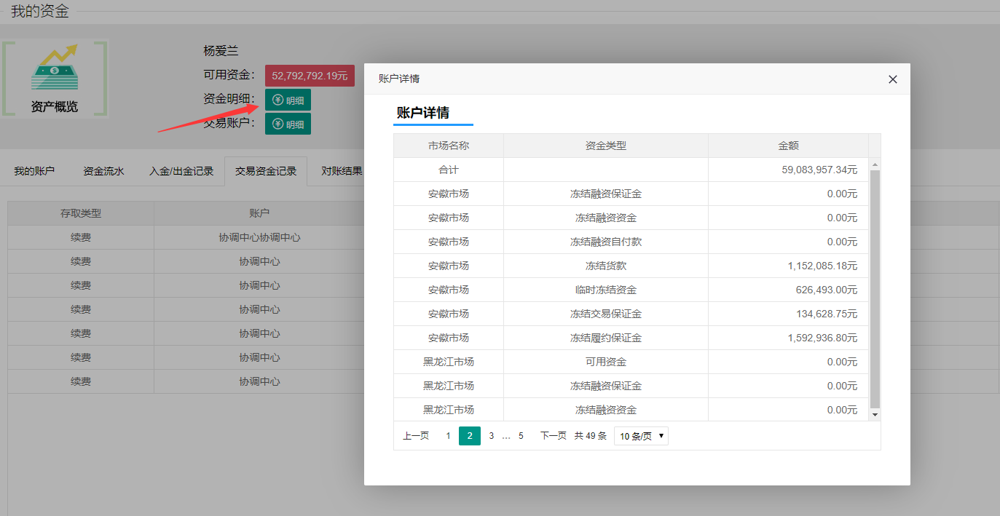 我的资金
资产概览
杨爱兰
可用资金： 52,792,792.19元
资金明细： 明细
交易账户： 明细
我的账户 资金流水 入金/出金记录 交易资金记录 对账结果
存取类型 账户
续费 协调中心协调中心
续费 协调中心
续费 协调中心
续费 协调中心
续费 协调中心
续费 协调中心
续费 协调中心
账户详情
账户详情
市场名称 资金类型 金额
合计 59,083,957.34元
安徽市场 冻结融资保证金 0.00元
安徽市场 冻结融资资金 0.00元
安徽市场 冻结融资自付款 0.00元
安徽市场 冻结货款 1,152,085.18元
安徽市场 临时冻结资金 626,493.00元
安徽市场 冻结交易保证金 134,628.75元
安徽市场 冻结履约保证金 1,592,936.80元
黑龙江市场 可用资金 0.00元
黑龙江市场 冻结融资保证金 0.00元
黑龙江市场 冻结融资资金 0.00元
上一页 1 2 3 … 5 下一页 共 49 条 10 条/页